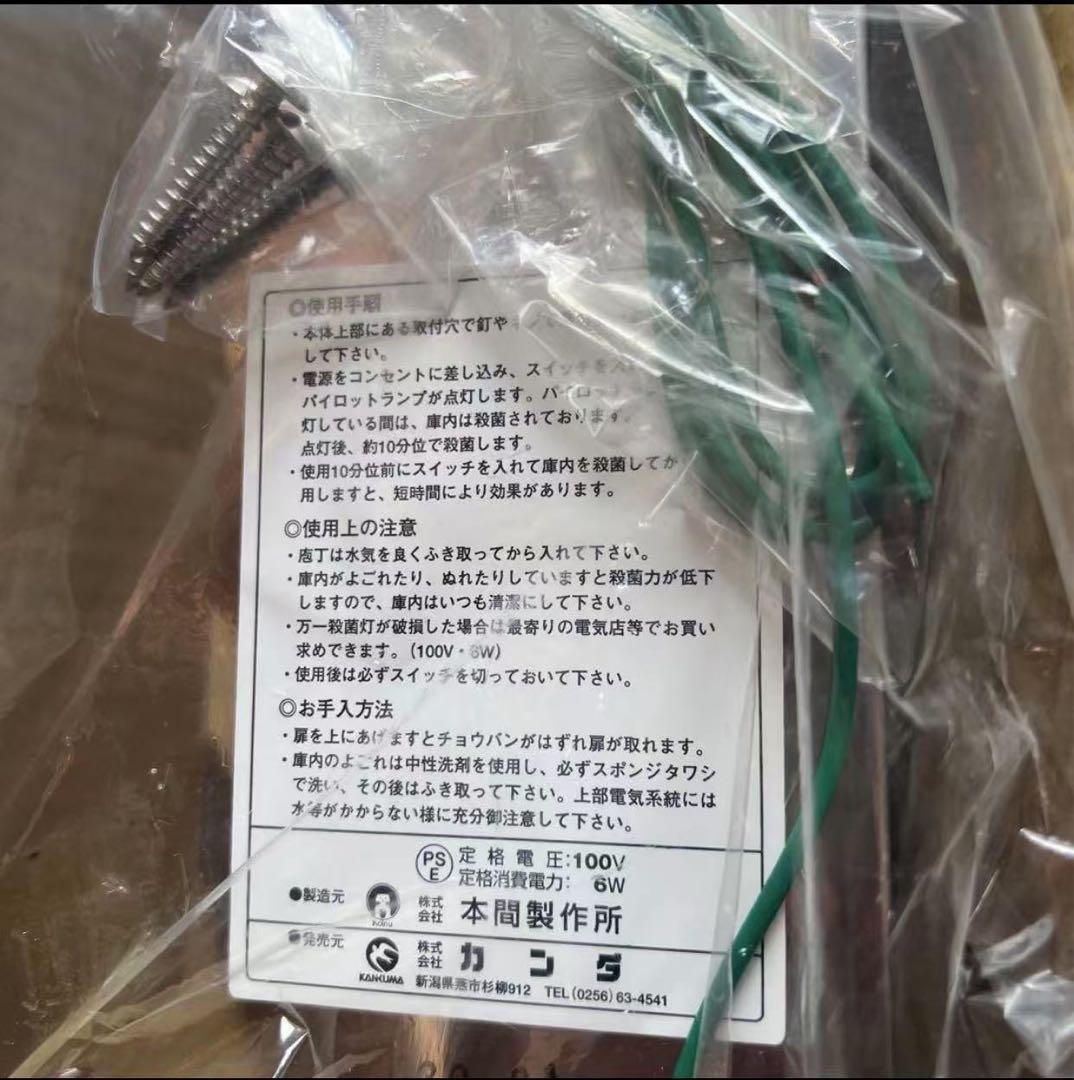 ◎使用手順
・本体上部にある取付穴で釘や
して下さい。
・電源をコンセントに差し込み、スイッチを入
パイロットランプが点灯します。パイロット
灯している間は、庫内は殺菌されております。
点灯後、約10分位で殺菌します。
・使用10分位前にスイッチを入れて庫内を殺菌してか
用しますと、短時間により効果があります。
◎使用上の注意
・庖丁は水気を良くふき取ってから入れて下さい。
・庫内がよごれたり、ぬれたりしていますと殺菌力が低下
しますので、庫内はいつも清潔にして下さい。
・万一殺菌灯が破損した場合は最寄りの電気店等でお買い
求めできます。(100V・6W)
・使用後は必ずスイッチを切っておいて下さい。
◎お手入方法
・扉を上にあげますとチョウバンがはずれ扉が取れます。
・庫内のよごれは中性洗剤を使用し、必ずスポンジタワシ
で洗い、その後はふき取って下さい。上部電気系統には
水等がかからない様に充分御注意して下さい。
PS E 定格電圧:100V
定格消費電力: 6W
●製造元 株式会社 本間製作所
●発売元 KANKUMA 株式会社 カンダ
新潟県燕市杉柳912 TEL(0256)63-4541